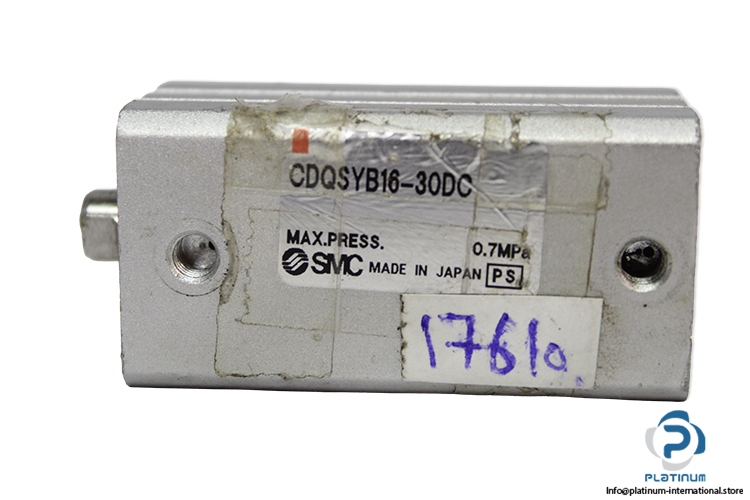 CDQSYB16-30DC
MAX.PRESS. 0.7MPa
SMC MADE IN JAPAN PS
17610
PLATINUM
Info@platinum-international.store